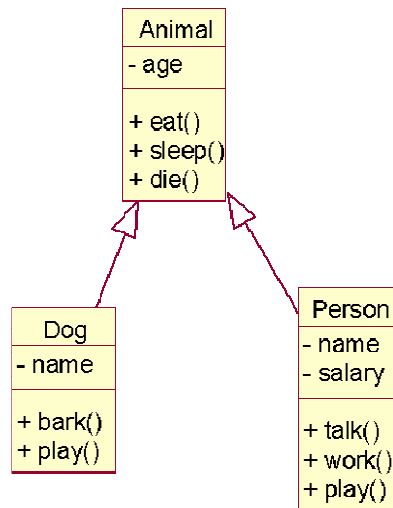 Animal
- age
+ eat()
+ sleep()
+ die()
Dog
- name
+ bark()
+ play()
Person
- name
- salary
+ talk()
+ work()
+ play()